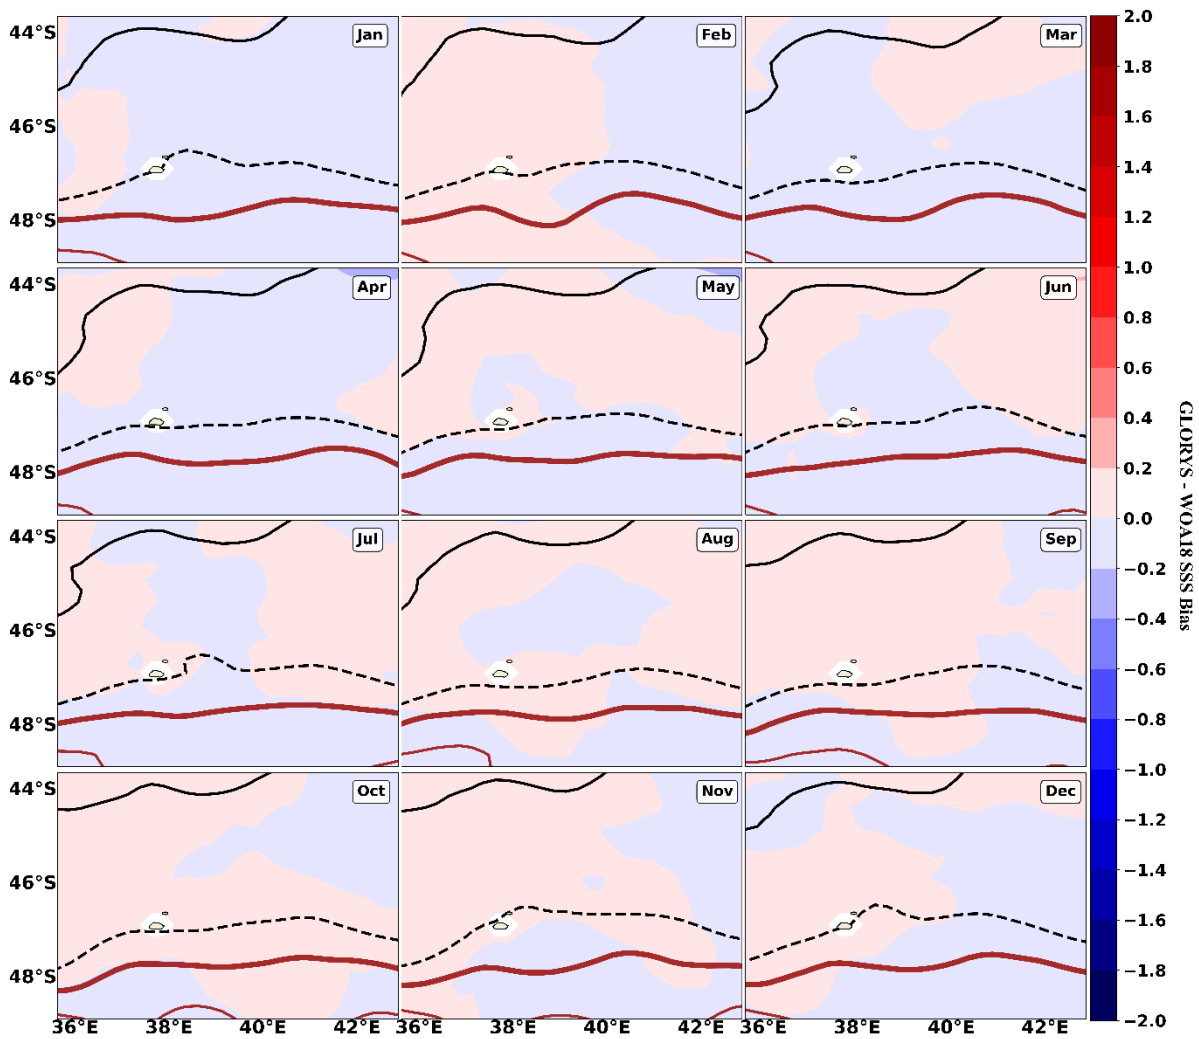 44°S
46°S
48°S
Jan
Feb
Mar
44°S
46°S
48°S
Apr
May
Jun
44°S
46°S
48°S
Jul
Aug
Sep
44°S
46°S
48°S
Oct
Nov
Dec
36°E 38°E 40°E 42°E
36°E 38°E 40°E 42°E
36°E 38°E 40°E 42°E
2.0
1.8
1.6
1.4
1.2
1.0
0.8
0.6
0.4
0.2
0.0
−0.2
−0.4
−0.6
−0.8
−1.0
−1.2
−1.4
−1.6
−1.8
−2.0
GLORYS - WOA18 SSS Bias